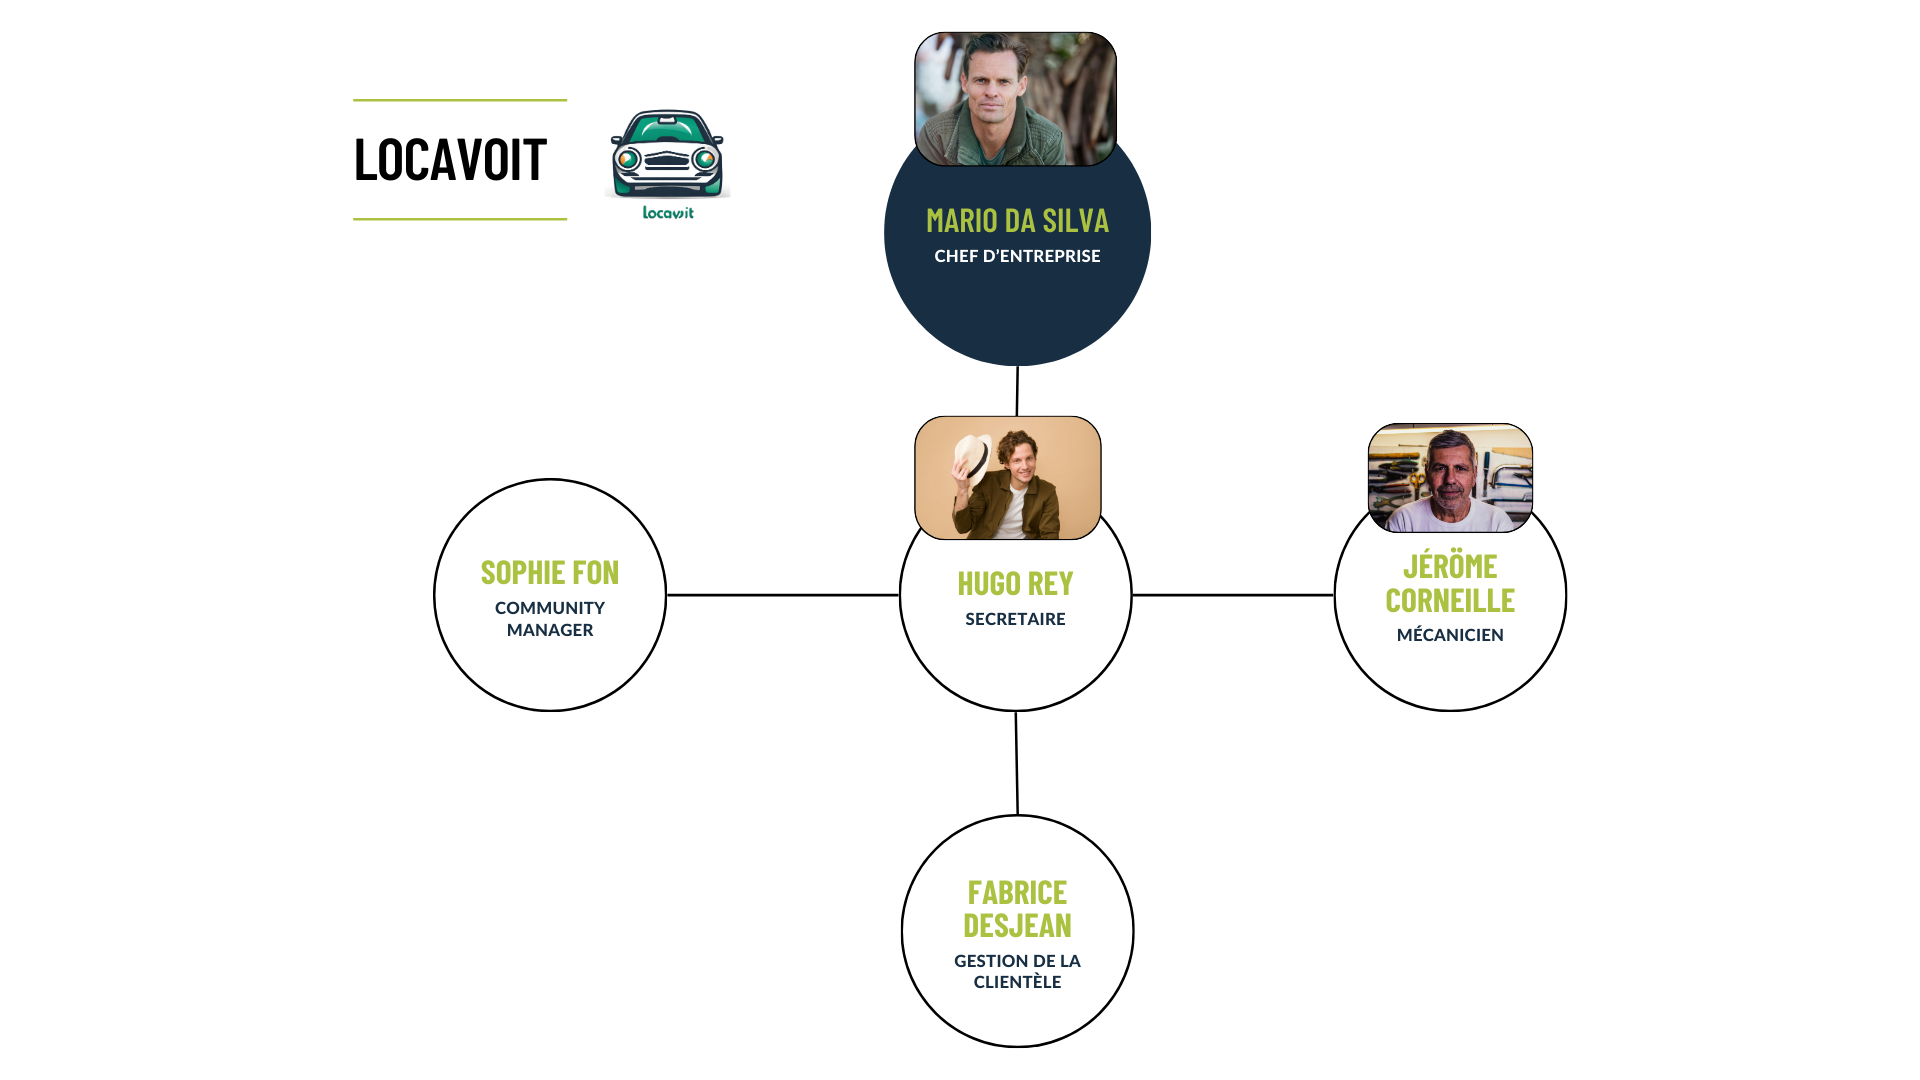 LOCAVOIT
Locavoit
MARIO DA SILVA
CHEF D’ENTREPRISE
SOPHIE FON
COMMUNITY
MANAGER
HUGO REY
SECRETAIRE
JÉRÖME
CORNEILLE
MÉCANICIEN
FABRICE
DESJEAN
GESTION DE LA
CLIENTÈLE